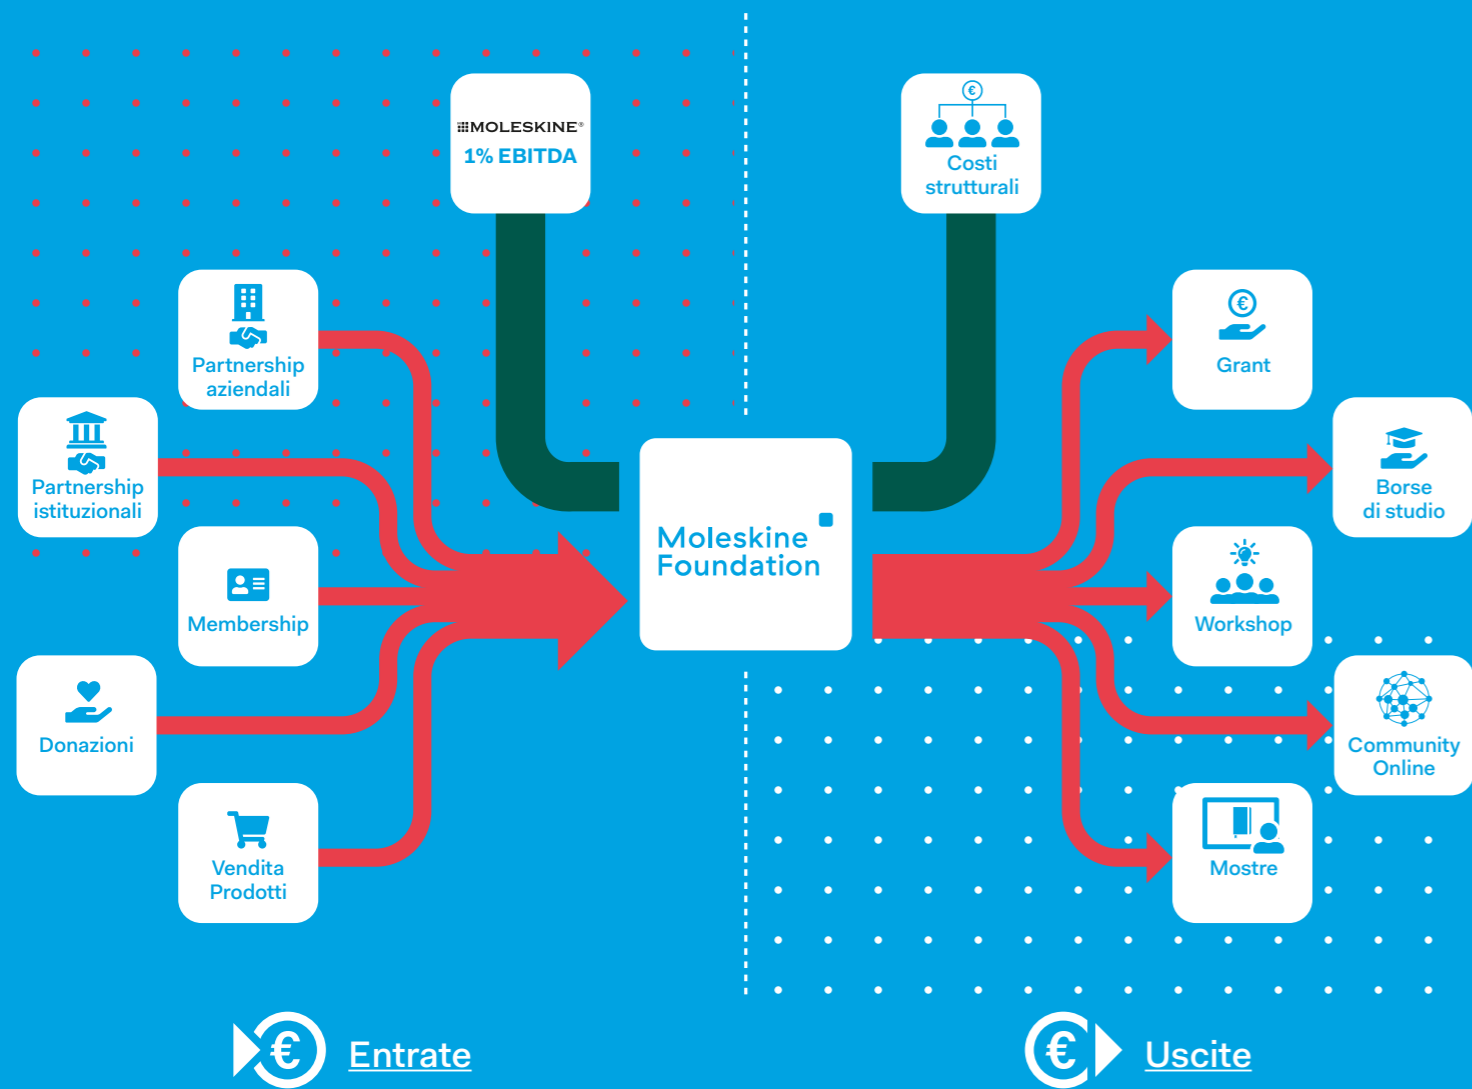 MOLESKINE®
1% EBITDA
Partnership
aziendali
Partnership
istituzionali
Membership
Donazioni
Vendita
Prodotti
Moleskine
Foundation
€
Costi
strutturali
€
Grant
Borse
di studio
Workshop
Community
Online
Mostre
€ Entrate
€ Uscite